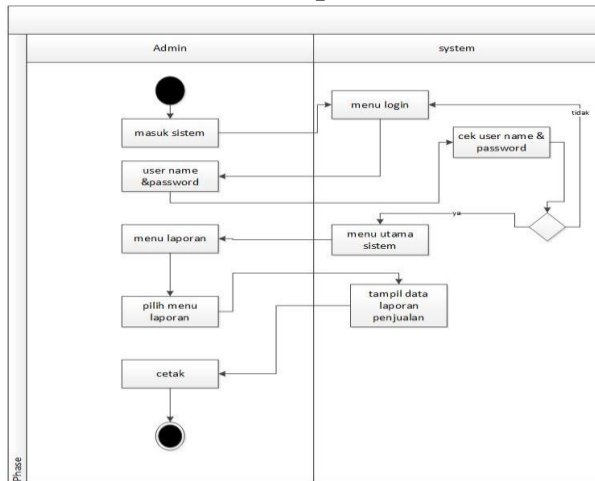 Admin
system
masuk sistem
menu login
tidak
cek user name &
password
user name
&password
ya
menu utama
sistem
menu laporan
pilih menu
laporan
tampil data
laporan
penjualan
cetak
Phase